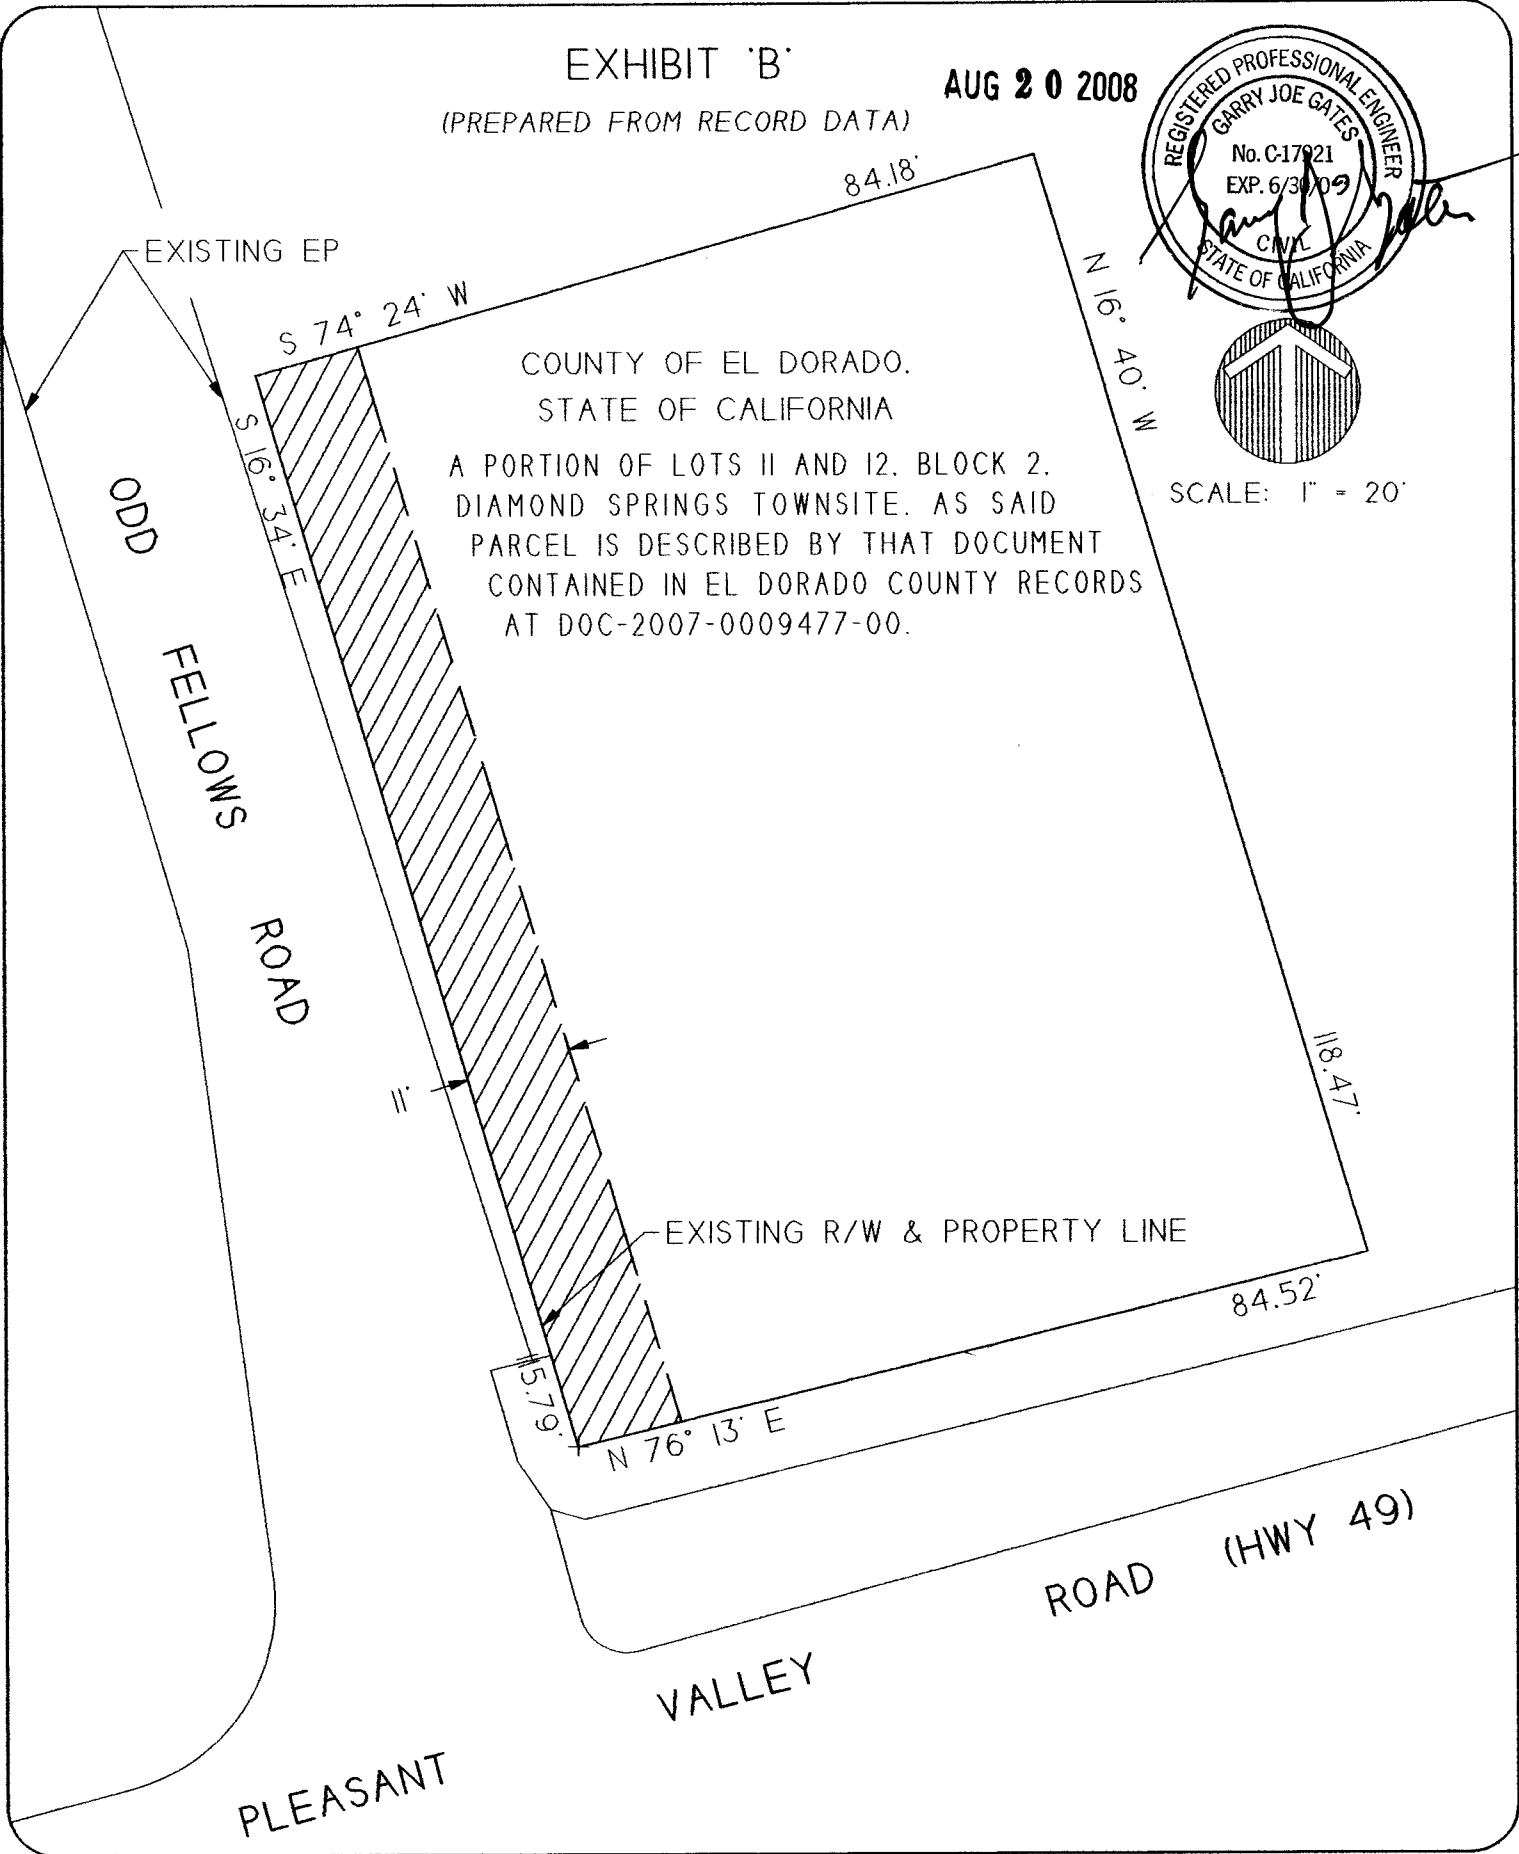 EXHIBIT 'B'
(PREPARED FROM RECORD DATA)
AUG 20 2008
REGISTERED PROFESSIONAL ENGINEER
GARRY JOE GATES
No. C-17921
EXP. 6/30/09
CIVIL
STATE OF CALIFORNIA
84.18'
EXISTING EP
S 74° 24' W
N 16° 40' W
COUNTY OF EL DORADO.
STATE OF CALIFORNIA
A PORTION OF LOTS 11 AND 12. BLOCK 2.
DIAMOND SPRINGS TOWNSITE. AS SAID
PARCEL IS DESCRIBED BY THAT DOCUMENT
CONTAINED IN EL DORADO COUNTY RECORDS
AT DOC-2007-0009477-00.
SCALE: 1" = 20'
S 16° 34' E
ODD FELLOWS ROAD
11'
118.47'
EXISTING R/W & PROPERTY LINE
84.52'
115.79'
N 76° 13' E
PLEASANT VALLEY ROAD (HWY 49)